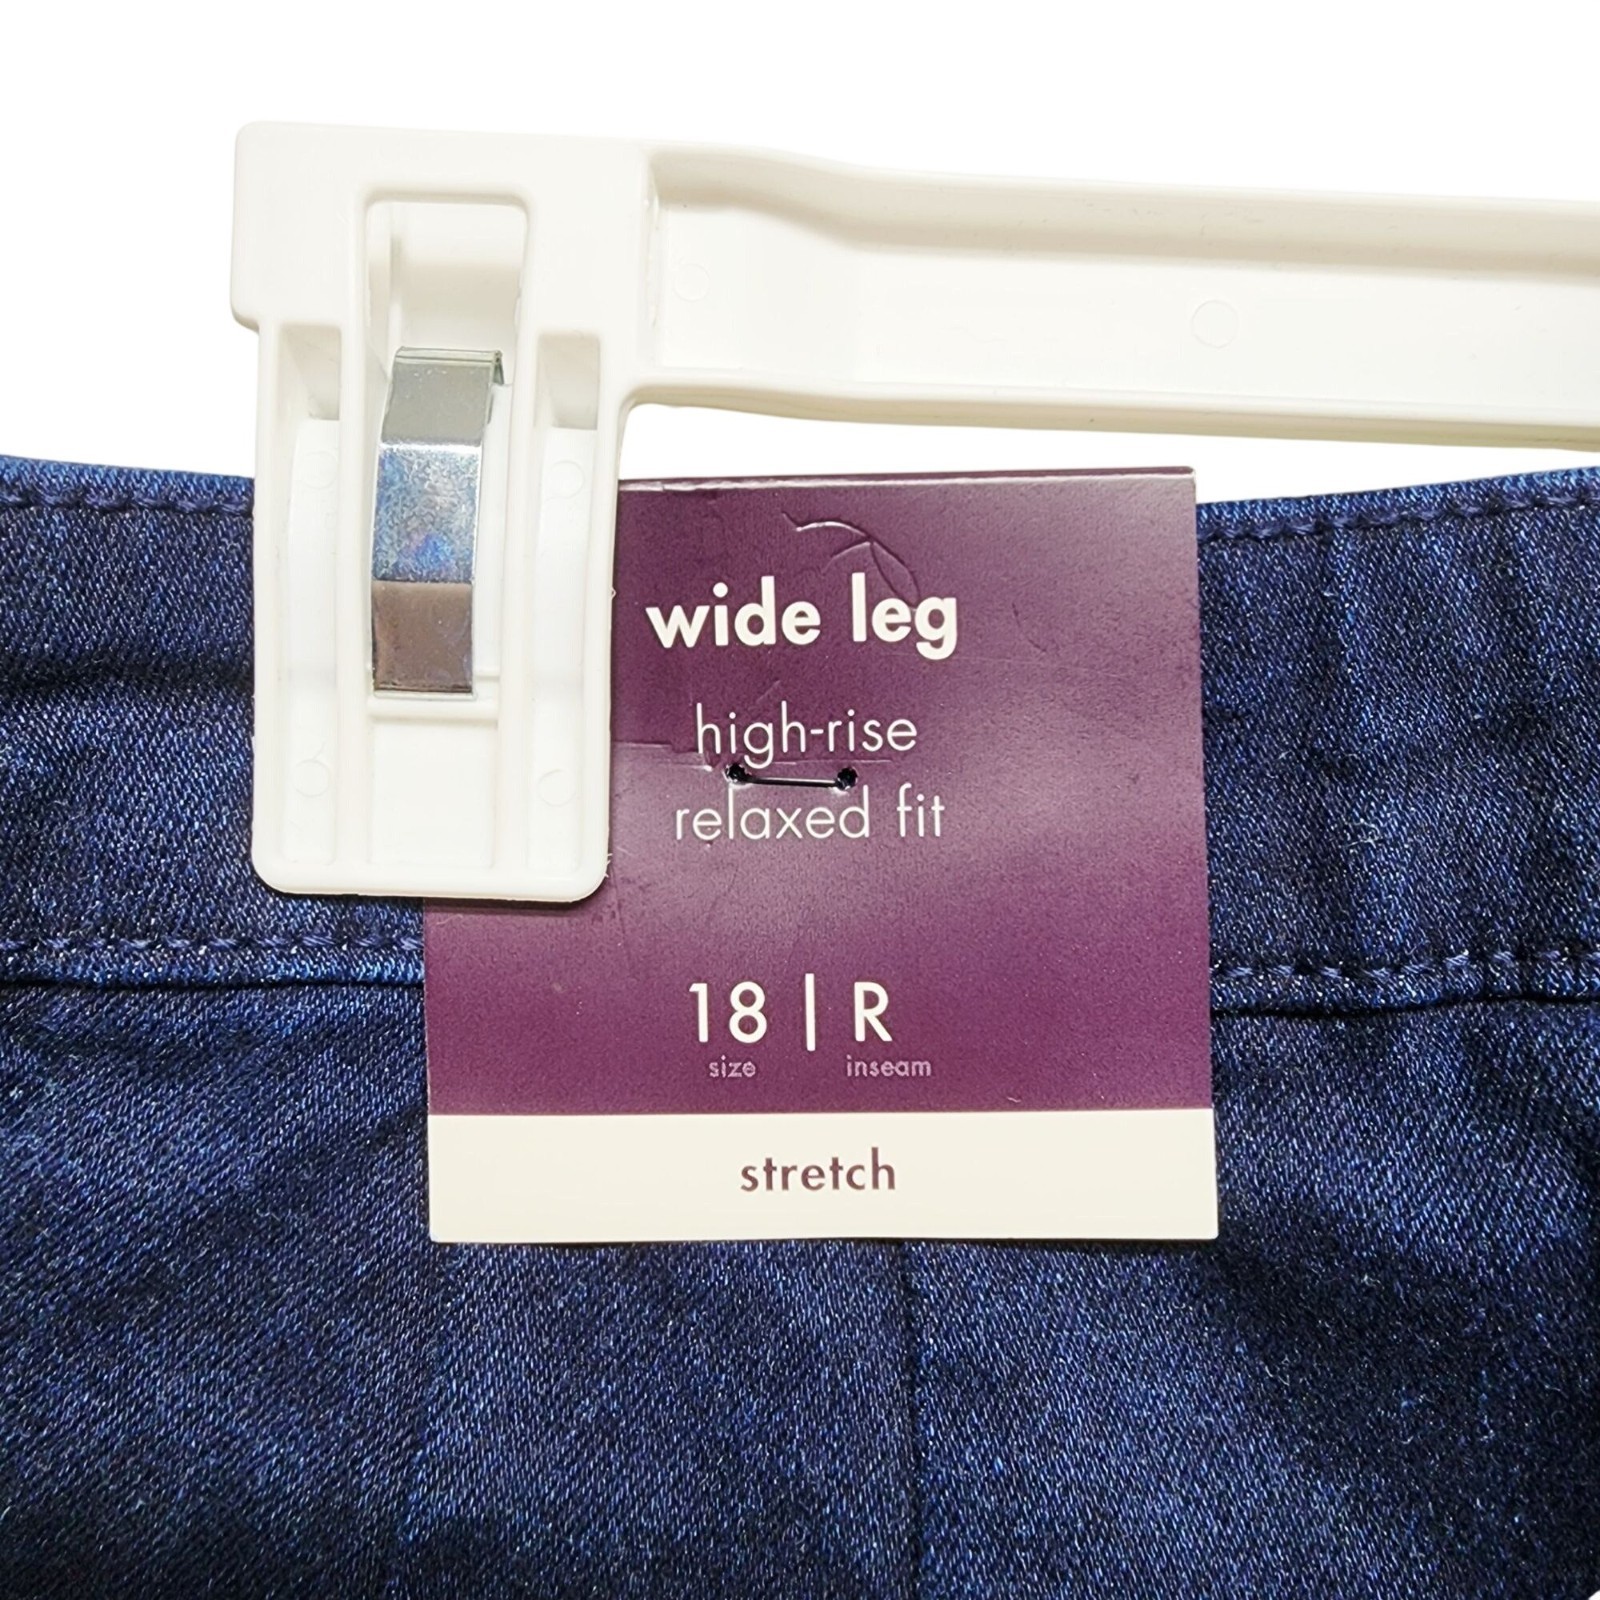 wide leg
high-rise
relaxed fit
18 | R
size inseam
stretch